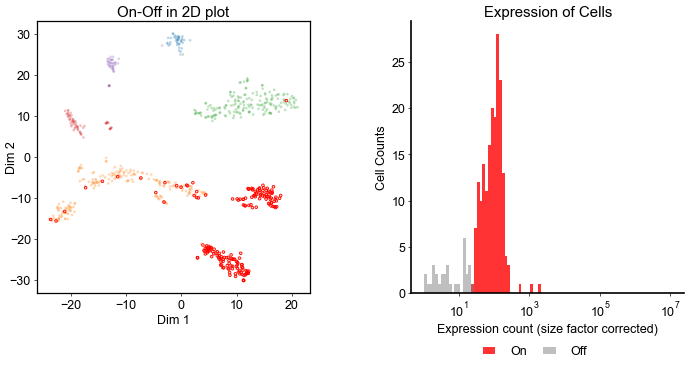 On-Off in 2D plot
Dim 2
30
20
10
0
−10
−20
−30
−20
−10
0
10
20
Dim 1
Expression of Cells
Cell Counts
25
20
15
10
5
0
10^1
10^3
10^5
10^7
Expression count (size factor corrected)
On
Off